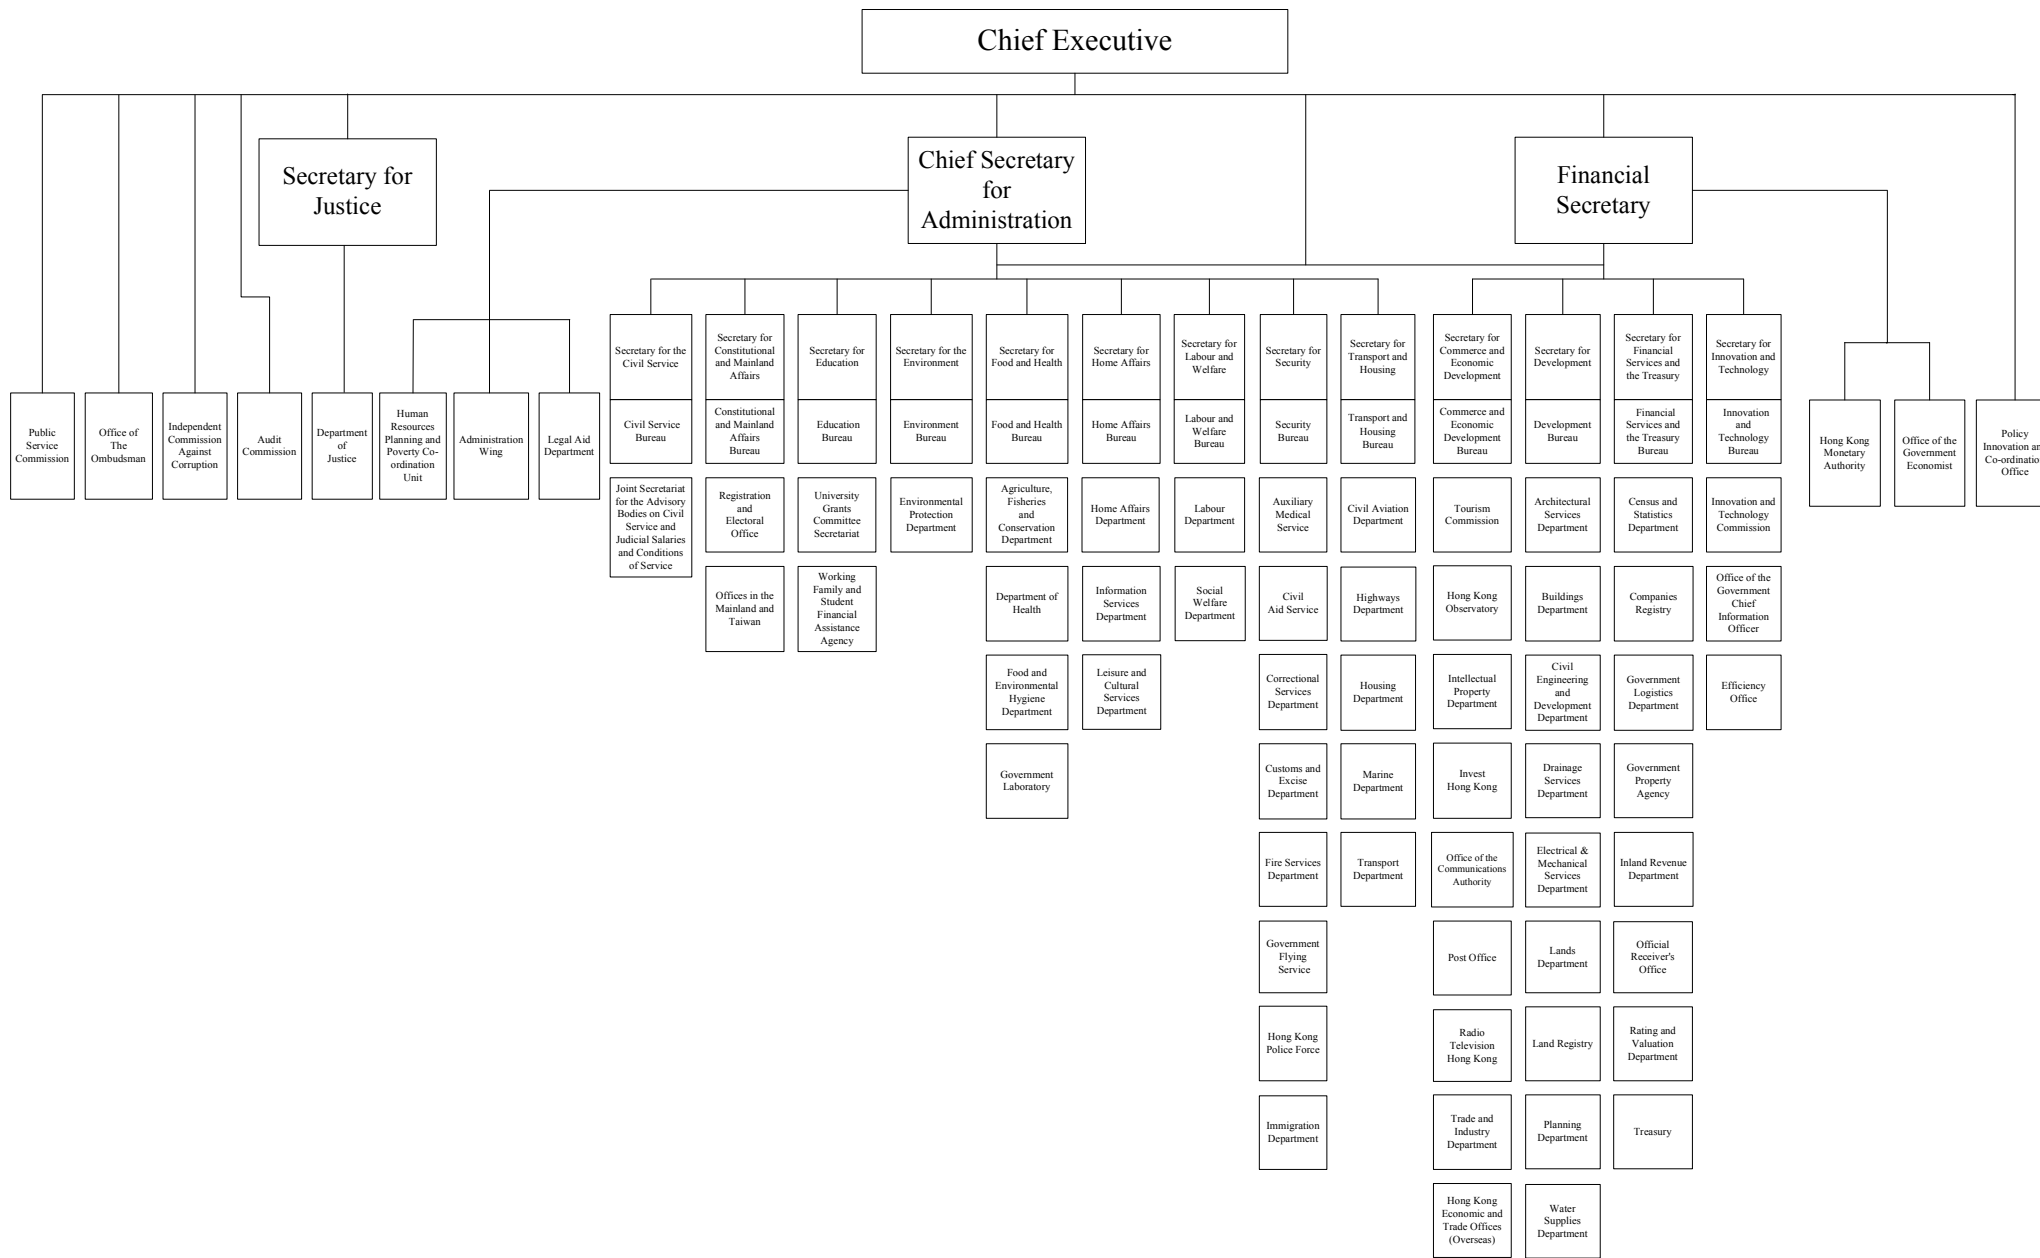 Chief Executive
Secretary for
Justice
Chief Secretary
for
Administration
Financial
Secretary
Public
Service
Commission
Office of
The
Ombudsman
Independent
Commission
Against
Corruption
Audit
Commission
Department
of
Justice
Human
Resources
Planning and
Poverty Co-
ordination
Unit
Administration
Wing
Legal Aid
Department
Secretary for the
Civil Service
Civil Service
Bureau
Joint Secretariat
for the Advisory
Bodies on Civil
Service and
Judicial Salaries
and Conditions
of Service
Secretary for
Constitutional
and Mainland
Affairs
Constitutional
and Mainland
Affairs
Bureau
Registration
and
Electoral
Office
Offices in the
Mainland and
Taiwan
Secretary for
Education
Education
Bureau
University
Grants
Committee
Secretariat
Working
Family and
Student
Financial
Assistance
Agency
Secretary for the
Environment
Environment
Bureau
Environmental
Protection
Department
Secretary for
Food and Health
Food and Health
Bureau
Agriculture,
Fisheries
and
Conservation
Department
Department of
Health
Food and
Environmental
Hygiene
Department
Government
Laboratory
Secretary for
Home Affairs
Home Affairs
Bureau
Home Affairs
Department
Information
Services
Department
Leisure and
Cultural
Services
Department
Secretary for
Labour and
Welfare
Labour and
Welfare
Bureau
Labour
Department
Social
Welfare
Department
Secretary for
Security
Security
Bureau
Auxiliary
Medical
Service
Civil
Aid Service
Correctional
Services
Department
Customs and
Excise
Department
Fire Services
Department
Government
Flying
Service
Hong Kong
Police Force
Immigration
Department
Secretary for
Transport and
Housing
Transport and
Housing
Bureau
Civil Aviation
Department
Highways
Department
Housing
Department
Marine
Department
Transport
Department
Secretary for
Commerce and
Economic
Development
Commerce and
Economic
Development
Bureau
Tourism
Commission
Hong Kong
Observatory
Intellectual
Property
Department
Invest
Hong Kong
Office of the
Communications
Authority
Post Office
Radio
Television
Hong Kong
Trade and
Industry
Department
Hong Kong
Economic and
Trade Offices
(Overseas)
Secretary for
Development
Development
Bureau
Architectural
Services
Department
Buildings
Department
Civil
Engineering
and
Development
Department
Drainage
Services
Department
Electrical &
Mechanical
Services
Department
Lands
Department
Land Registry
Planning
Department
Water
Supplies
Department
Secretary for
Financial
Services and
the Treasury
Financial
Services and
the Treasury
Bureau
Census and
Statistics
Department
Companies
Registry
Government
Logistics
Department
Government
Property
Agency
Inland Revenue
Department
Official
Receiver's
Office
Rating and
Valuation
Department
Treasury
Secretary for
Innovation and
Technology
Innovation
and
Technology
Bureau
Innovation and
Technology
Commission
Office of the
Government
Chief
Information
Officer
Efficiency
Office
Hong Kong
Monetary
Authority
Office of the
Government
Economist
Policy
Innovation an
Co-ordination
Office